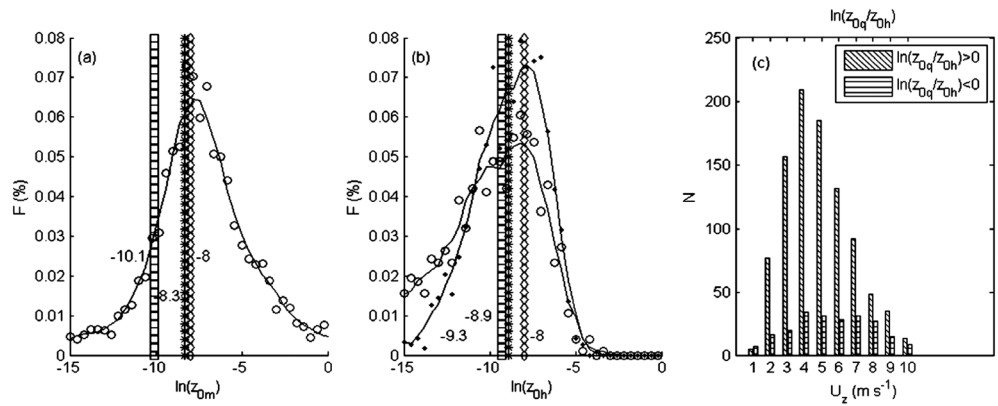 (a)
0.08
0.07
0.06
0.05
0.04
0.03
0.02
0.01
0
F (%)
-10.1
-8.3
-8
-15
-10
-5
0
ln(z0m)
(b)
0.08
0.07
0.06
0.05
0.04
0.03
0.02
0.01
0
F (%)
-8.9
-9.3
-8
-15
-10
-5
0
ln(z0h)
ln(z0q/z0h)
(c)
ln(z0q/z0h)>0
ln(z0q/z0h)<0
250
200
150
100
50
0
N
1 2 3 4 5 6 7 8 9 10
Uz (m s-1)